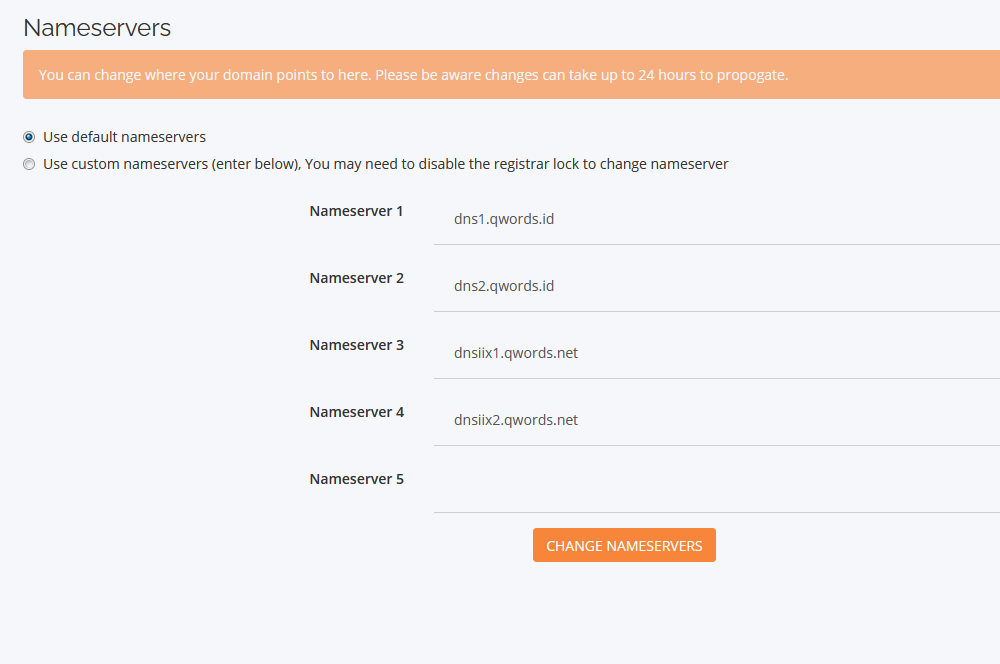 Nameservers
You can change where your domain points to here. Please be aware changes can take up to 24 hours to propogate.
Use default nameservers
Use custom nameservers (enter below), You may need to disable the registrar lock to change nameserver
Nameserver 1 dns1.qwords.id
Nameserver 2 dns2.qwords.id
Nameserver 3 dnsiix1.qwords.net
Nameserver 4 dnsiix2.qwords.net
Nameserver 5
CHANGE NAMESERVERS